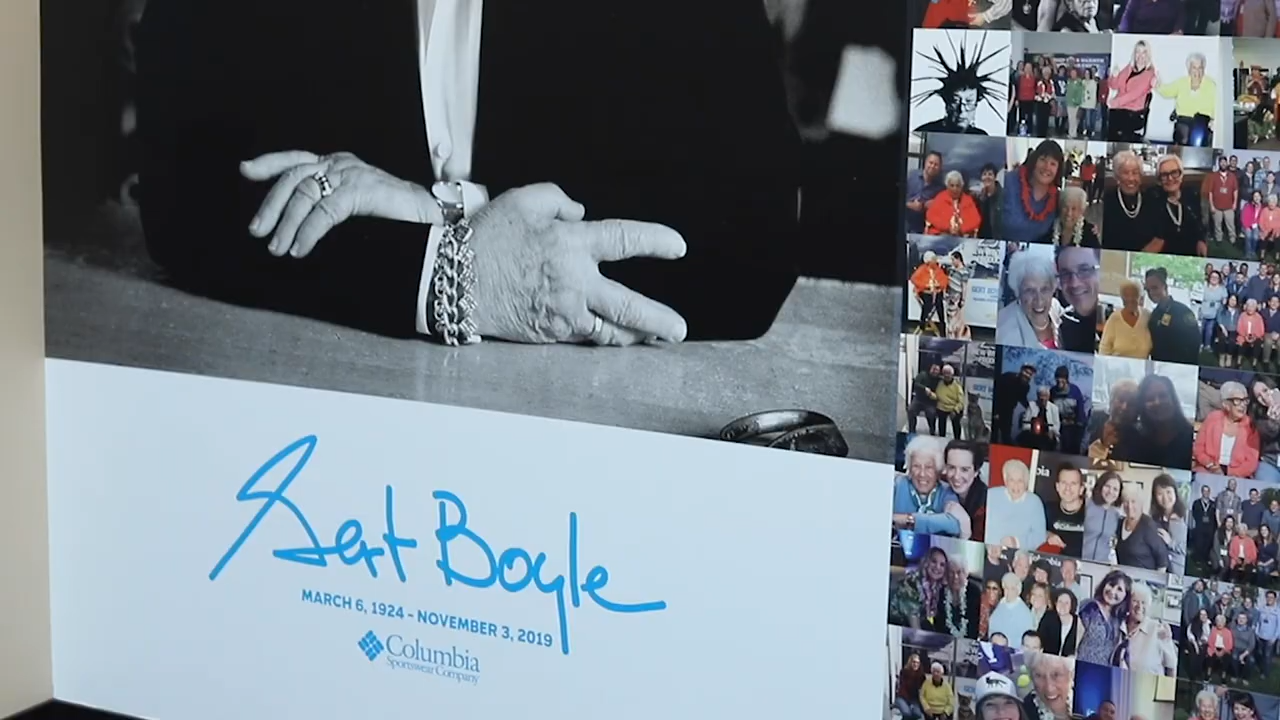 Gert Boyle
MARCH 6, 1924 - NOVEMBER 3, 2019
Columbia
Sportswear Company